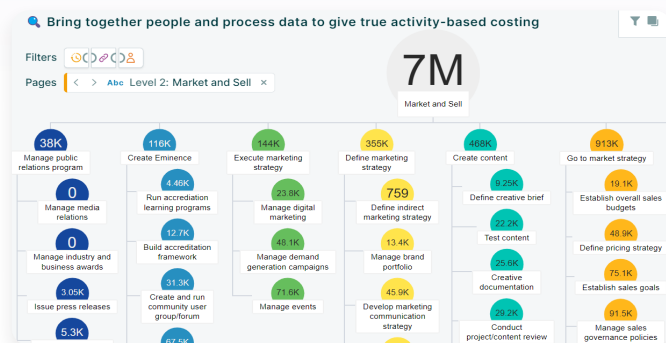 Bring together people and process data to give true activity-based costing
Filters
Pages
< > Abc Level 2: Market and Sell ×
7M
Market and Sell
38K
Manage public
relations program
0
Manage media
relations
0
Manage industry and
business awards
3.05K
Issue press releases
5.3K
116K
Create Eminence
4.46K
Run accrediation
learning programs
12.7K
Build accreditation
framework
31.3K
Create and run
community user
group/forum
67.5K
144K
Execute marketing
strategy
23.8K
Manage digital
marketing
48.1K
Manage demand
generation campaigns
71.6K
Manage events
355K
Define marketing
strategy
759
Define indirect
marketing strategy
13.4K
Manage brand
portfolio
45.9K
Develop marketing
communication
strategy
468K
Create content
9.25K
Define creative brief
22.2K
Test content
25.6K
Creative
documentation
29.2K
Conduct
project/content review
913K
Go to market strategy
19.1K
Establish overall sales
budgets
48.9K
Define pricing strategy
75.1K
Establish sales goals
91.5K
Manage sales
governance policies